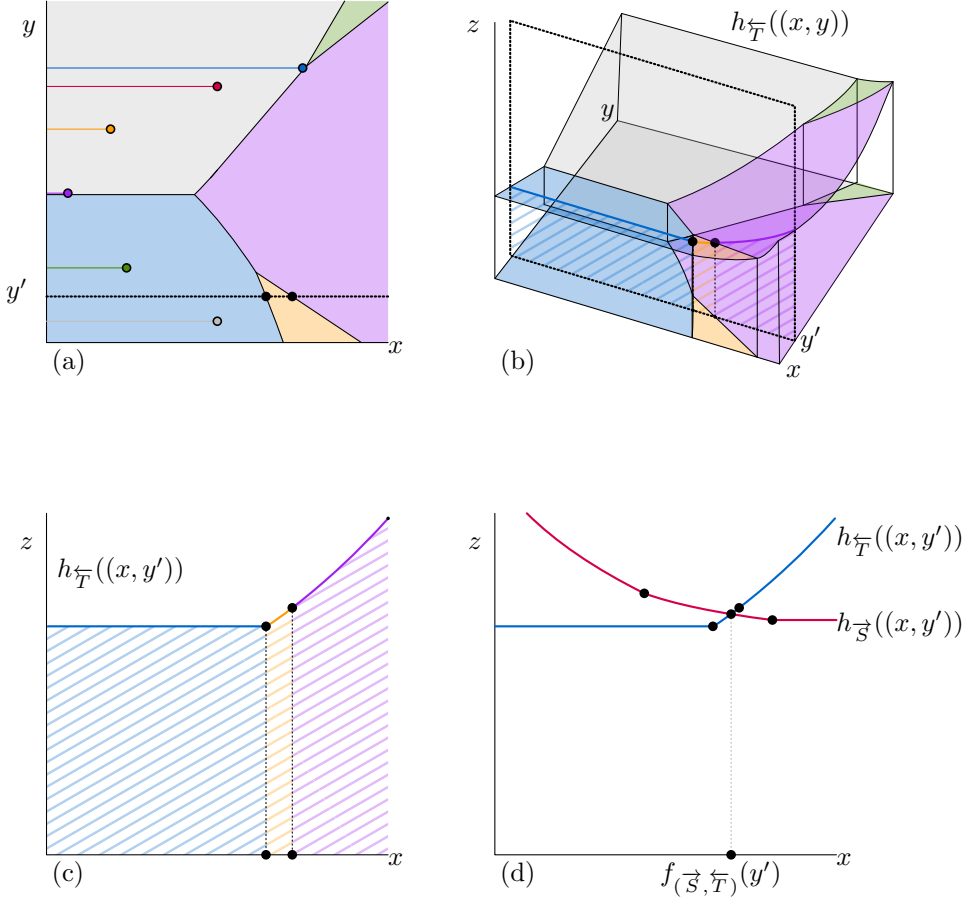 y
y′
x
(a)
z
h_{\overleftarrow{T}}((x, y))
y
y′
x
(b)
z
h_{\overleftarrow{T}}((x, y′))
x
(c)
z
h_{\overleftarrow{T}}((x, y′))
h_{\overrightarrow{S}}((x, y′))
x
(d)
f_{(\overrightarrow{S}, \overleftarrow{T})}(y′)